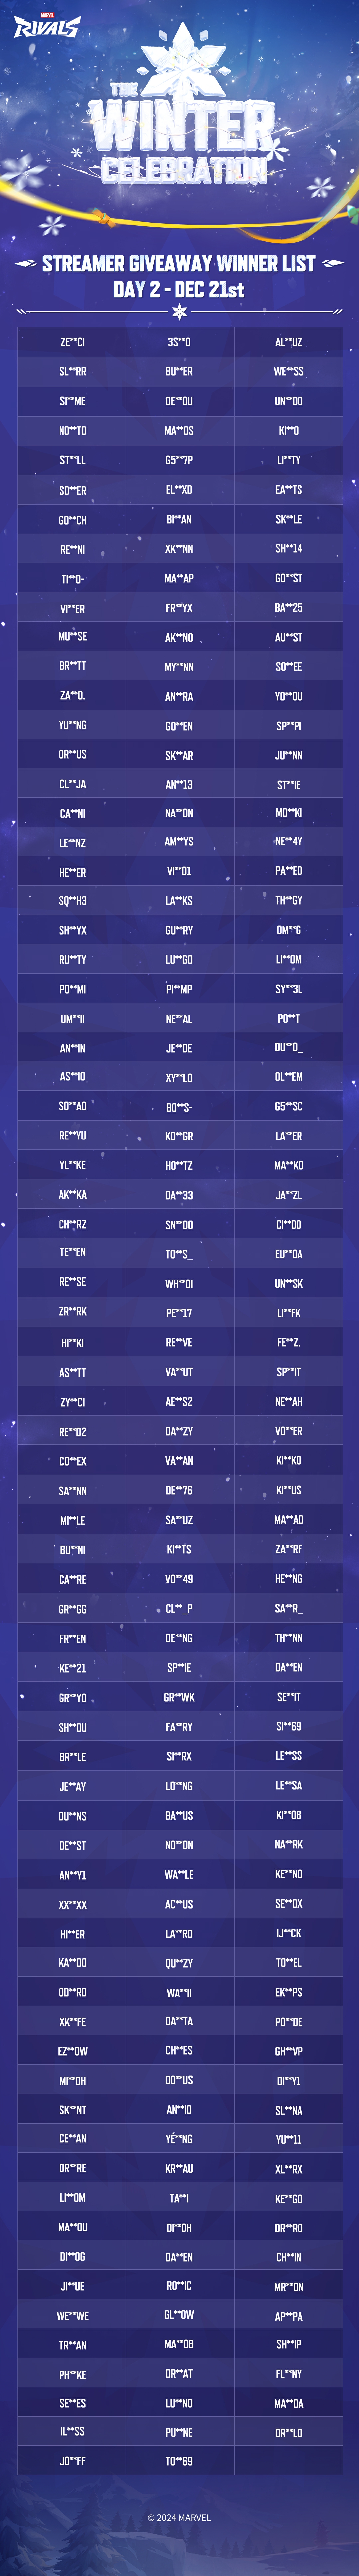 MARVEL
RIVALS
THE
WINTER
CELEBRATION
STREAMER GIVEAWAY WINNER LIST
DAY 2 - DEC 21st
ZE**CI 3S**0 AL**UZ
SL**RR BU**ER WE**SS
SI**ME DE**OU UN**OO
NO**TO MA**OS KI**O
ST**LL G5**7P LI**TY
SO**ER EL**XO EA**TS
GO**CH BI**AN SK**LE
RE**NI XK**NN SH**14
TI**O- MA**AP GO**ST
VI**ER FR**YX BA**25
MU**SE AK**NO AU**ST
BR**TT MY**NN SO**EE
ZA**O. AN**RA YO**OU
YU**NG GO**EN SP**PI
OR**US SK**AR JU**NN
CL**JA AN**13 ST**IE
CA**NI NA**ON MO**KI
LE**NZ AM**YS NE**4Y
HE**ER VI**01 PA**ED
SQ**H3 LA**KS TH**GY
SH**YX GU**RY OM**G
RU**TY LU**GO LI**OM
PO**MI PI**MP SY**3L
UM**II NE**AL PO**T
AN**IN JE**DE DU**O_
AS**IO XY**LO OL**EM
SO**AO BO**S- G5**SC
RE**YU KO**GR LA**ER
YL**KE HO**TZ MA**KO
AK**KA DA**33 JA**ZL
CH**RZ SN**OO CI**OO
TE**EN TO**S_ EU**OA
RE**SE WH**OI UN**SK
ZR**RK PE**17 LI**FK
HI**KI RE**VE FE**Z.
AS**TT VA**UT SP**IT
ZY**CI AE**S2 NE**AH
RE**D2 DA**ZY VO**ER
CO**EX VA**AN KI**KO
SA**NN DE**76 KI**US
MI**LE SA**UZ MA**AO
BU**NI KI**TS ZA**RF
CA**RE VO**49 HE**NG
GR**GG CL**_P SA**R_
FR**EN DE**NG TH**NN
KE**21 SP**IE DA**EN
GR**YO GR**WK SE**IT
SH**OU FA**RY SI**69
BR**LE SI**RX LE**SS
JE**AY LO**NG LE**SA
DU**NS BA**US KI**OB
DE**ST NO**ON NA**RK
AN**Y1 WA**LE KE**NO
XX**XX AC**US SE**OX
HI**ER LA**RO IJ**CK
KA**OO QU**ZY TO**EL
OD**RD WA**II EK**PS
XK**FE DA**TA PO**DE
EZ**OW CH**ES GH**VP
MI**DH DO**US DI**Y1
SK**NT AN**IO SL**NA
CE**AN YÉ**NG YU**11
DR**RE KR**AU XL**RX
LI**OM TA**I KE**GO
MA**OU DI**OH DR**RO
DI**OG DA**EN CH**IN
JI**UE RO**IC MR**ON
WE**WE GL**OW AP**PA
TR**AN MA**OB SH**IP
PH**KE DR**AT FL**NY
SE**ES LU**NO MA**DA
IL**SS PU**NE DR**LD
JO**FF TO**69
© 2024 MARVEL